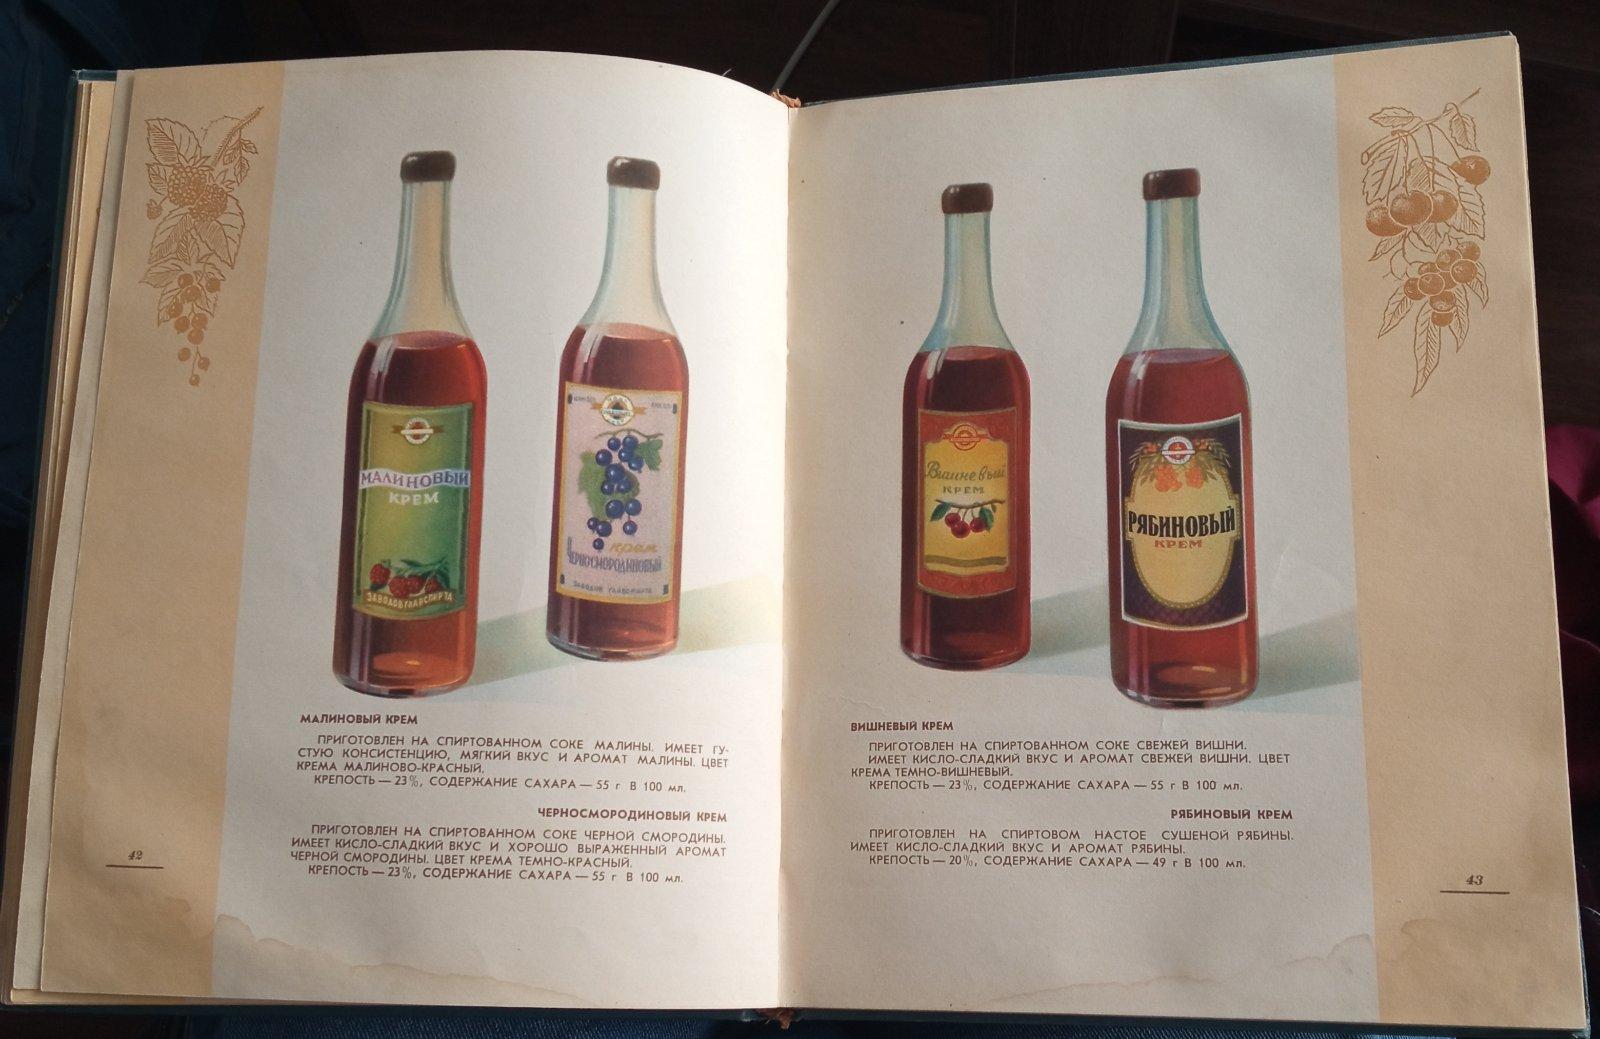 МАЛИНОВЫЙ
КРЕМ
ЗАВОДОВ ГЛАВСПИРТА
крем
ЧЕРНОСМОРОДИНОВЫЙ
ЗАВОДОВ ГЛАВСПИРТА
МАЛИНОВЫЙ КРЕМ
ПРИГОТОВЛЕН НА СПИРТОВАННОМ СОКЕ МАЛИНЫ. ИМЕЕТ ГУ-
СТУЮ КОНСИСТЕНЦИЮ, МЯГКИЙ ВКУС И АРОМАТ МАЛИНЫ. ЦВЕТ
КРЕМА МАЛИНОВО-КРАСНЫЙ.
КРЕПОСТЬ — 23%, СОДЕРЖАНИЕ САХАРА — 55 г В 100 мл.
ЧЕРНОСМОРОДИНОВЫЙ КРЕМ
ПРИГОТОВЛЕН НА СПИРТОВАННОМ СОКЕ ЧЕРНОЙ СМОРОДИНЫ.
ИМЕЕТ КИСЛО-СЛАДКИЙ ВКУС И ХОРОШО ВЫРАЖЕННЫЙ АРОМАТ
ЧЕРНОЙ СМОРОДИНЫ. ЦВЕТ КРЕМА ТЕМНО-КРАСНЫЙ.
КРЕПОСТЬ — 23%, СОДЕРЖАНИЕ САХАРА — 55 г В 100 мл.
42
Вишневый
КРЕМ
РЯБИНОВЫЙ
КРЕМ
ВИШНЕВЫЙ КРЕМ
ПРИГОТОВЛЕН НА СПИРТОВАННОМ СОКЕ СВЕЖЕЙ ВИШНИ.
ИМЕЕТ КИСЛО-СЛАДКИЙ ВКУС И АРОМАТ СВЕЖЕЙ ВИШНИ. ЦВЕТ
КРЕМА ТЕМНО-ВИШНЕВЫЙ.
КРЕПОСТЬ — 23%, СОДЕРЖАНИЕ САХАРА — 55 г В 100 мл.
РЯБИНОВЫЙ КРЕМ
ПРИГОТОВЛЕН НА СПИРТОВОМ НАСТОЕ СУШЕНОЙ РЯБИНЫ.
ИМЕЕТ КИСЛО-СЛАДКИЙ ВКУС И АРОМАТ РЯБИНЫ.
КРЕПОСТЬ — 20%, СОДЕРЖАНИЕ САХАРА — 49 г В 100 мл.
43